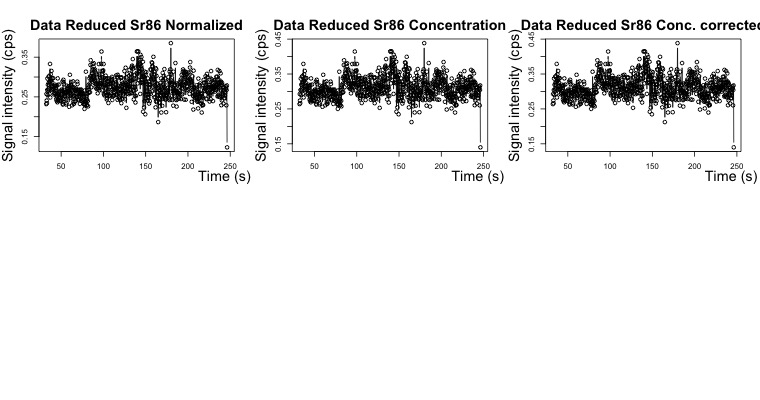 Data Reduced Sr86 Normalized
Signal intensity (cps)
0.15 0.25 0.35
50 100 150 200 250
Time (s)
Data Reduced Sr86 Concentration
Signal intensity (cps)
0.15 0.25 0.35 0.45
50 100 150 200 250
Time (s)
Data Reduced Sr86 Conc. corrected
Signal intensity (cps)
0.15 0.25 0.35 0.45
50 100 150 200 250
Time (s)